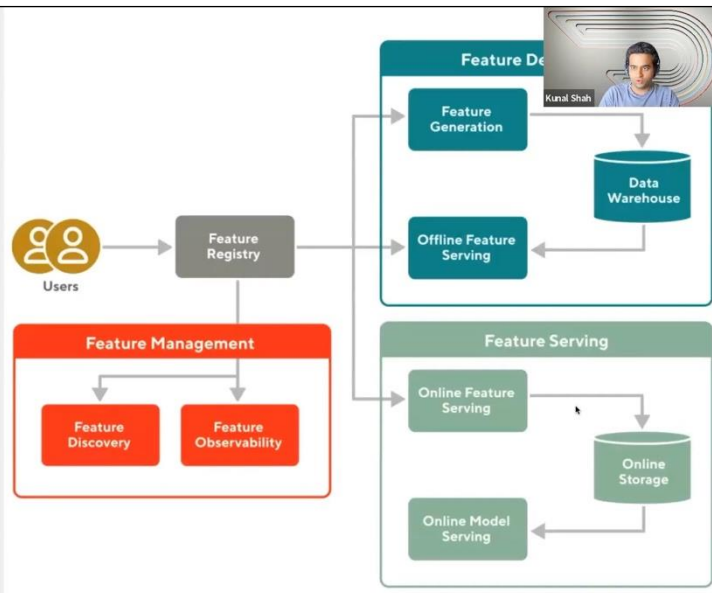 Feature De
Kunal Shah
Feature
Generation
Data
Warehouse
Feature
Registry
Offline Feature
Serving
Users
Feature Management
Feature Serving
Feature
Discovery
Feature
Observability
Online Feature
Serving
Online
Storage
Online Model
Serving